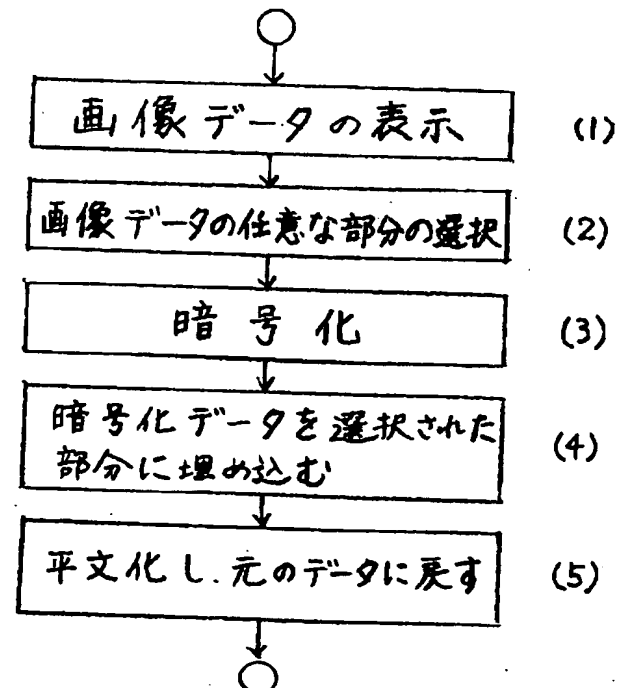 画像データの表示 (1)
画像データの任意な部分の選択 (2)
暗号化 (3)
暗号化データを選択された
部分に埋め込む (4)
平文化し、元のデータに戻す (5)